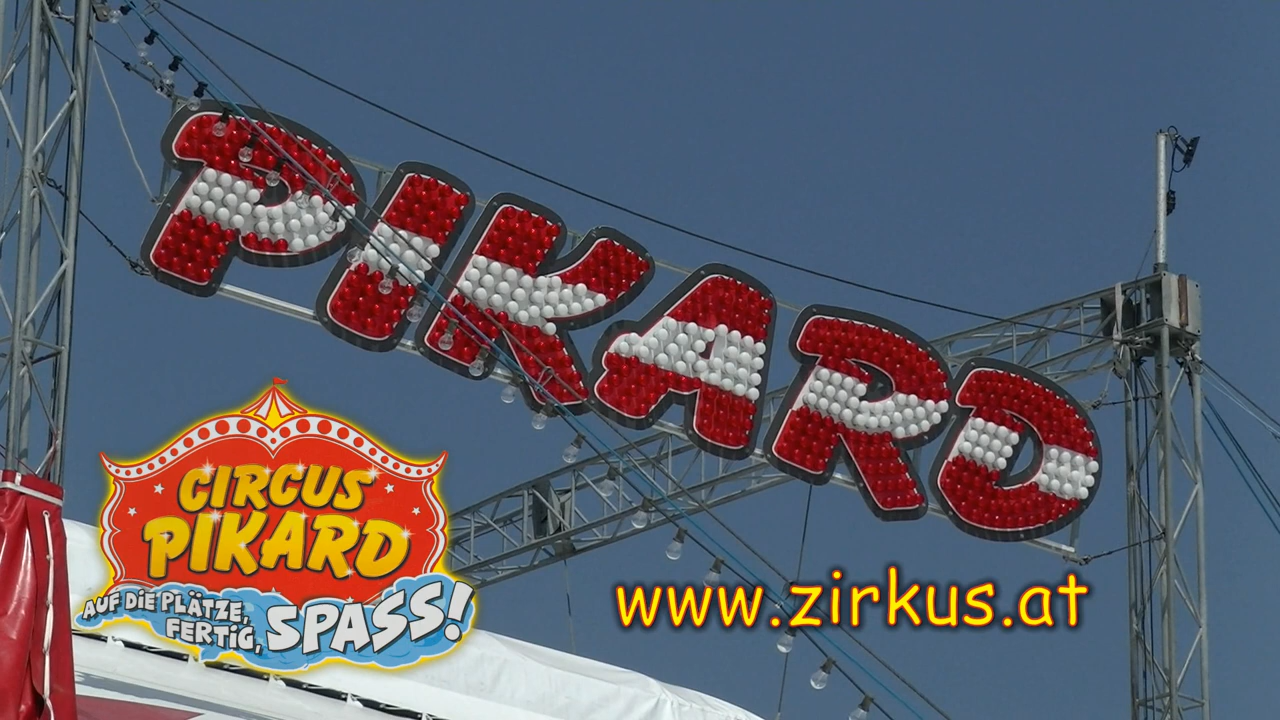 PIKARD
CIRCUS
PIKARD
AUF DIE PLÄTZE,
FERTIG, SPASS!
www.zirkus.at